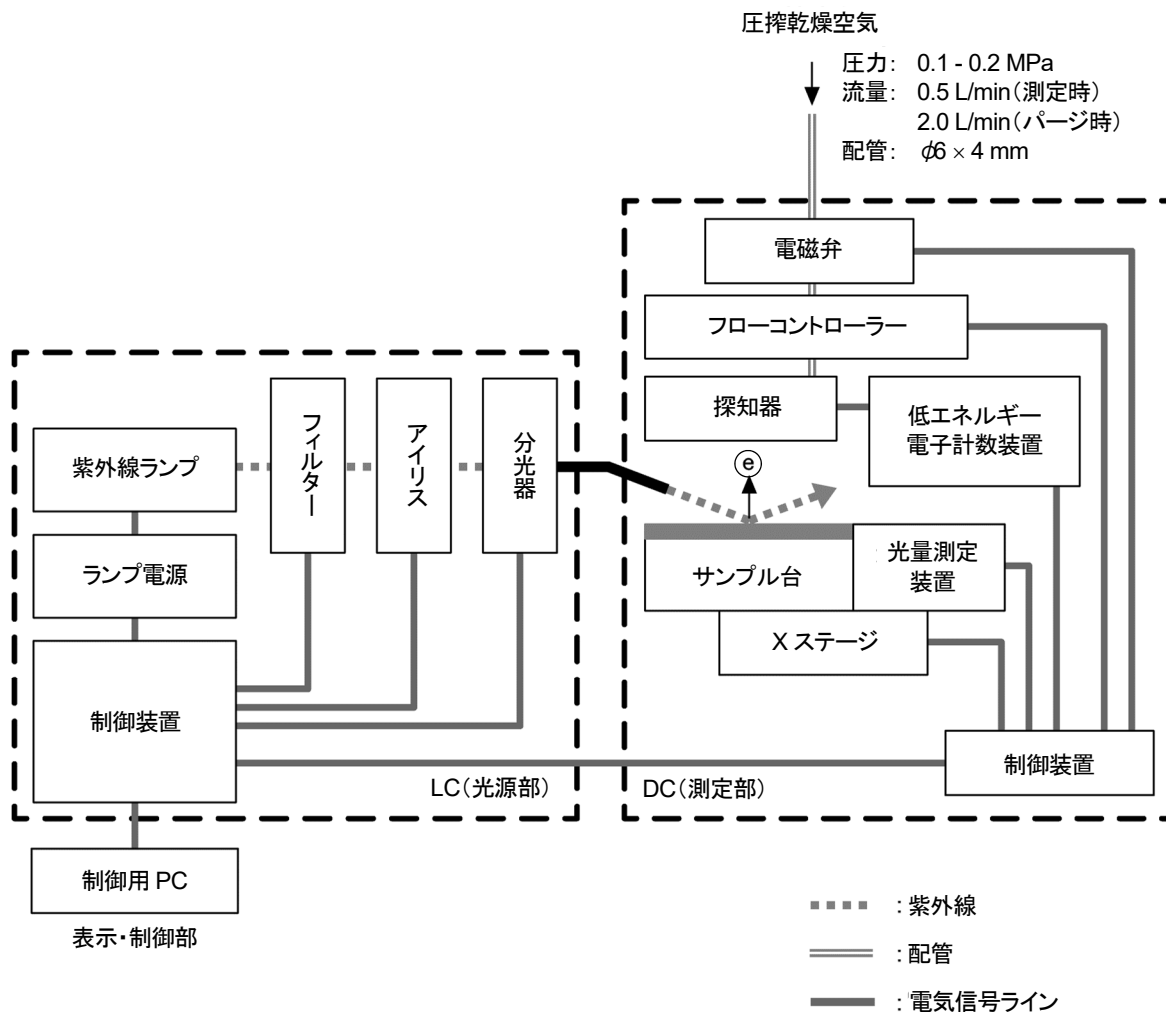 圧搾乾燥空気
圧力: 0.1 - 0.2 MPa
流量: 0.5 L/min(測定時)
2.0 L/min(パージ時)
配管: φ6 × 4 mm
電磁弁
フローコントローラー
探知器
低エネルギー
電子計数装置
e
サンプル台
光量測定
装置
X ステージ
制御装置
DC(測定部)
紫外線ランプ
フィルター
アイリス
分光器
ランプ電源
制御装置
LC(光源部)
制御用 PC
表示・制御部
: 紫外線
: 配管
: 電気信号ライン